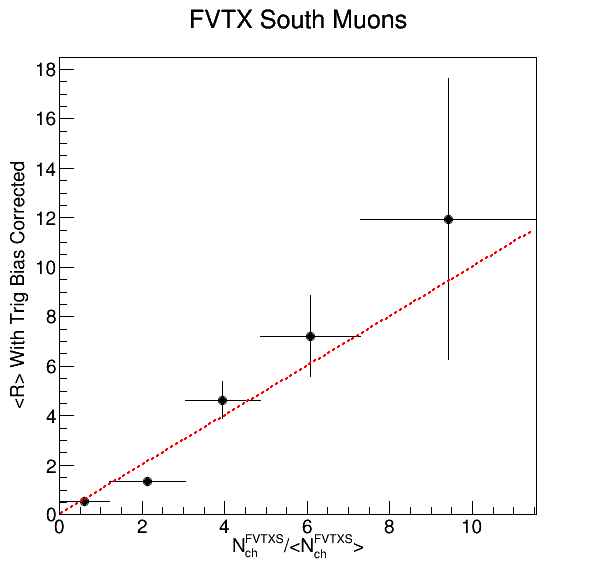 FVTX South Muons
<R> With Trig Bias Corrected
18
16
14
12
10
8
6
4
2
0
0 2 4 6 8 10
N_ch^FVTXS/<N_ch^FVTXS>